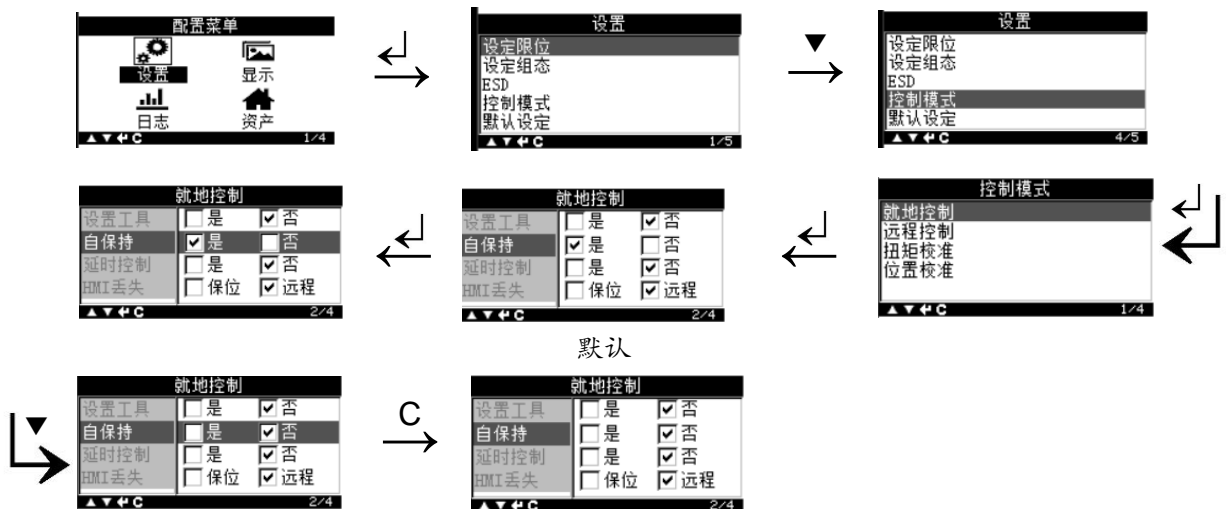 配置菜单
设置 显示
日志 资产
▲▼↵C 1/4
↵
设置
设定限位
设定组态
ESD
控制模式
默认设定
▲▼↵C 1/5
▼
设置
设定限位
设定组态
ESD
控制模式
默认设定
▲▼↵C 4/5
控制模式
就地控制
远程控制
扭矩校准
位置校准
▲▼↵C 1/4
↵
就地控制
设置工具 是 否
自保持 是 否
延时控制 是 否
HMI丢失 保位 远程
▲▼↵C 2/4
默认
↵
就地控制
设置工具 是 否
自保持 是 否
延时控制 是 否
HMI丢失 保位 远程
▲▼↵C 2/4
↵
▼
就地控制
设置工具 是 否
自保持 是 否
延时控制 是 否
HMI丢失 保位 远程
▲▼↵C 2/4
C
就地控制
设置工具 是 否
自保持 是 否
延时控制 是 否
HMI丢失 保位 远程
▲▼↵C 2/4